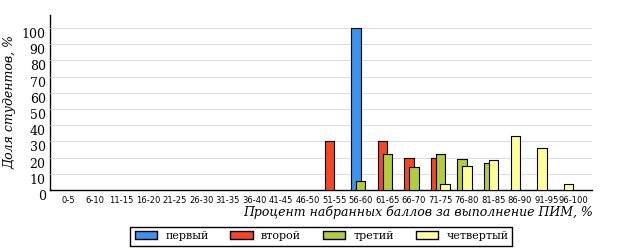 Доля студентов, %
100
90
80
70
60
50
40
30
20
10
0
0-5 6-10 11-15 16-20 21-25 26-30 31-35 36-40 41-45 46-50 51-55 56-60 61-65 66-70 71-75 76-80 81-85 86-90 91-95 96-100
Процент набранных баллов за выполнение ПИМ, %
первый второй третий четвертый